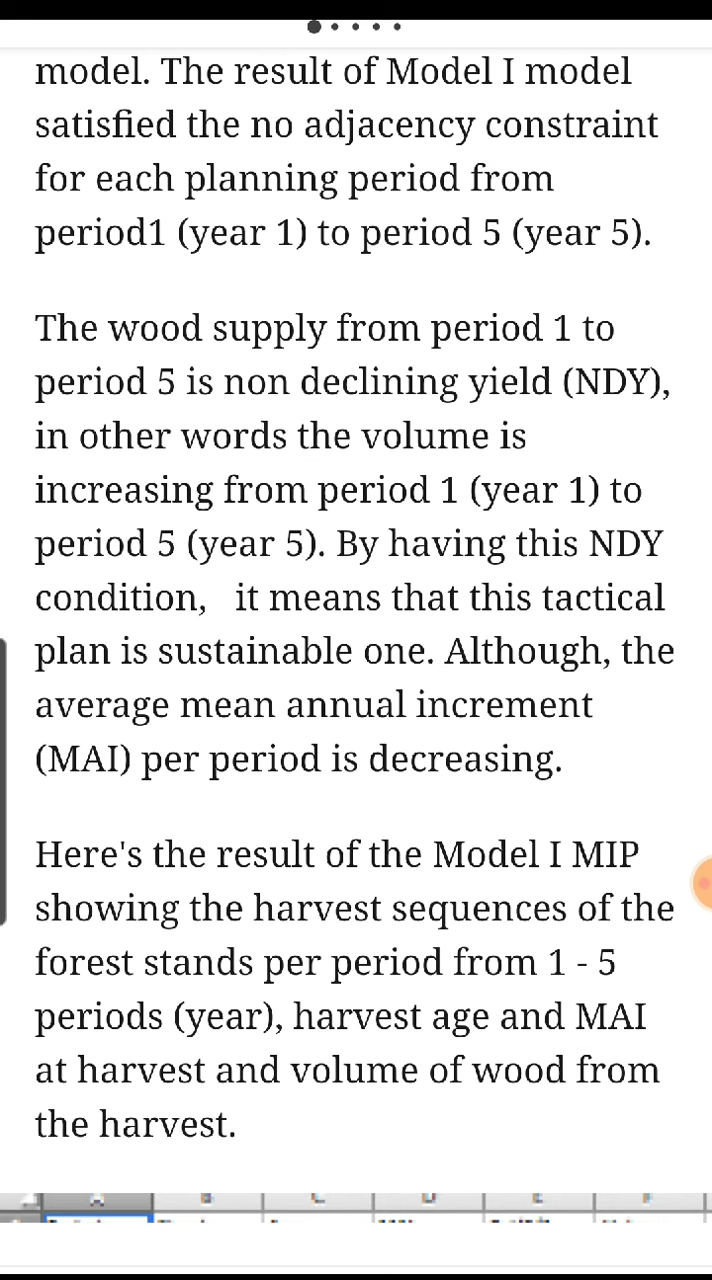 model. The result of Model I model
satisfied the no adjacency constraint
for each planning period from
period1 (year 1) to period 5 (year 5).
The wood supply from period 1 to
period 5 is non declining yield (NDY),
in other words the volume is
increasing from period 1 (year 1) to
period 5 (year 5). By having this NDY
condition,   it means that this tactical
plan is sustainable one. Although, the
average mean annual increment
(MAI) per period is decreasing.
Here's the result of the Model I MIP
showing the harvest sequences of the
forest stands per period from 1 - 5
periods (year), harvest age and MAI
at harvest and volume of wood from
the harvest.